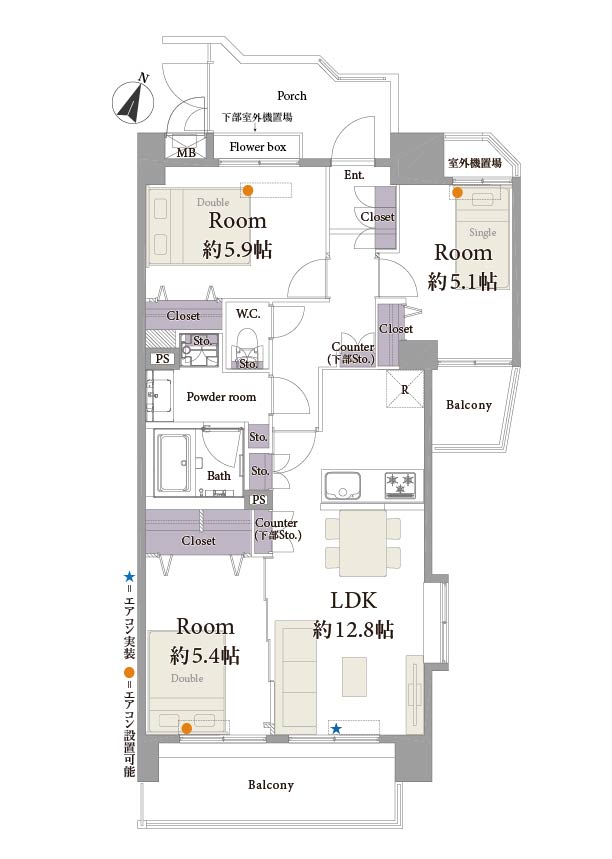 N
Porch
下部室外機置場
Flower box
MB
Ent.
室外機置場
Double
Room
約5.9帖
Closet
Single
Room
約5.1帖
Closet
W.C.
Closet
Sto.
Sto.
PS
Counter
(下部Sto.)
R
Powder room
Balcony
Sto.
Sto.
Bath
PS
Closet
Counter
(下部Sto.)
★=エアコン実装
●=エアコン設置可能
Room
約5.4帖
Double
LDK
約12.8帖
★
Balcony